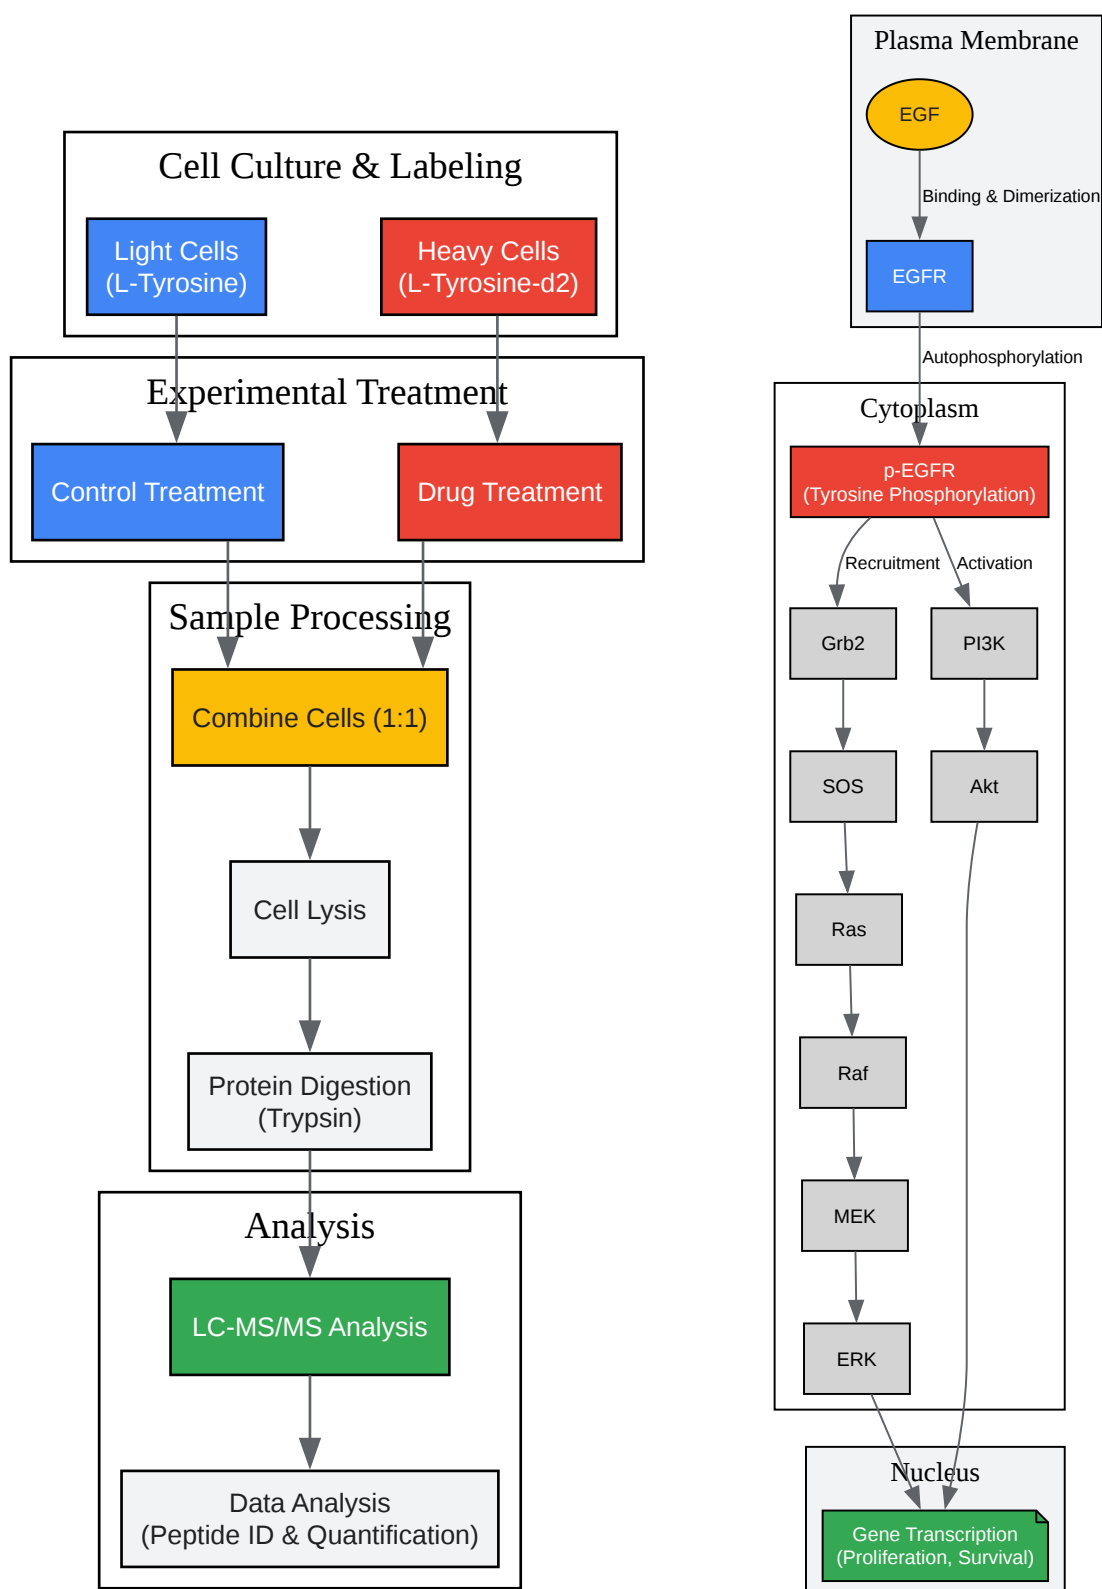 Cell Culture & Labeling
Light Cells
(L-Tyrosine)
Heavy Cells
(L-Tyrosine-d2)
Experimental Treatment
Control Treatment
Drug Treatment
Sample Processing
Combine Cells (1:1)
Cell Lysis
Protein Digestion
(Trypsin)
Analysis
LC-MS/MS Analysis
Data Analysis
(Peptide ID & Quantification)
Plasma Membrane
EGF
Binding & Dimerization
EGFR
Autophosphorylation
Cytoplasm
p-EGFR
(Tyrosine Phosphorylation)
Recruitment
Activation
Grb2
PI3K
SOS
Akt
Ras
Raf
MEK
ERK
Nucleus
Gene Transcription
(Proliferation, Survival)